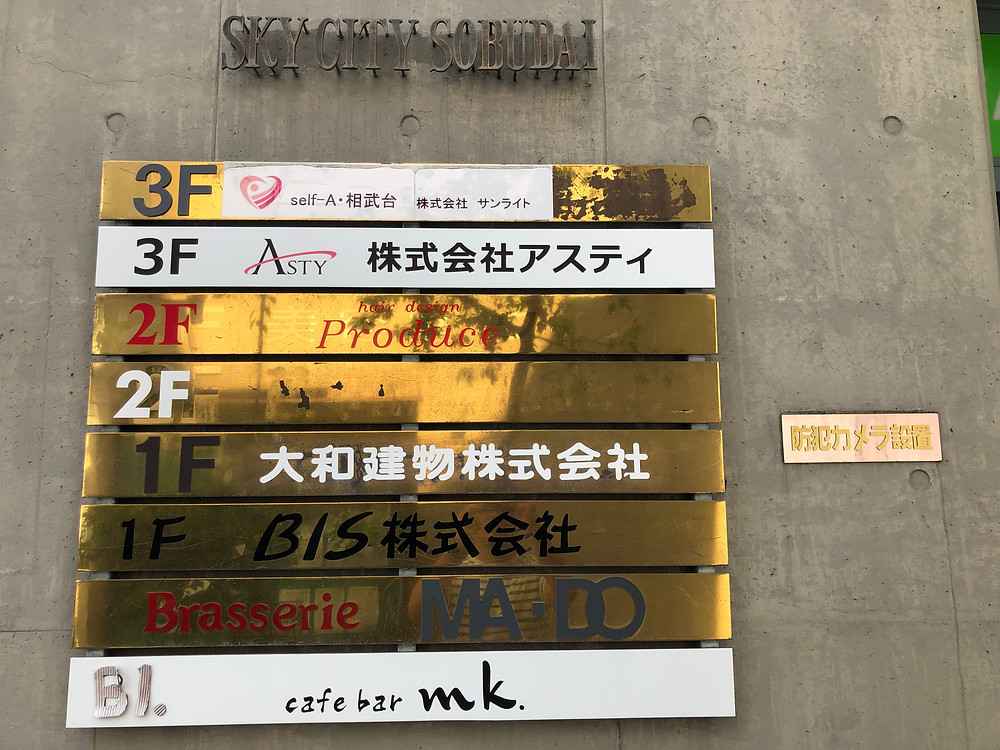 SKY CITY SOBUDAI
3F self-A・相武台 株式会社 サンライト
3F ASTY 株式会社アスティ
2F hair design Produce
2F
1F 大和建物株式会社
1F BIS株式会社
Brasserie MA・DO
B1. cafe bar mk.
防犯カメラ設置